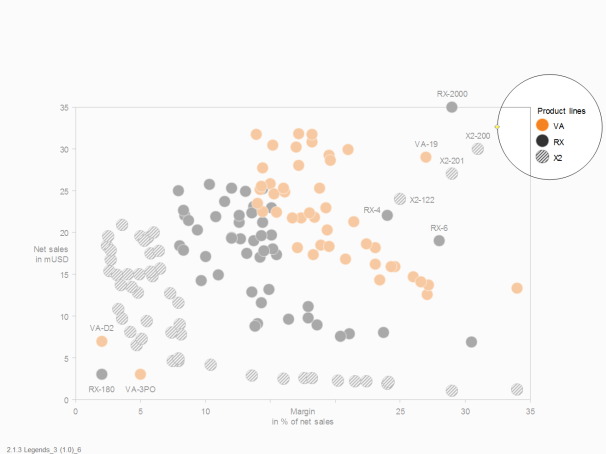 RX-2000
35
Product lines
VA
RX
X2
X2-200
30
VA-19
X2-201
25
X2-122
RX-4
20
RX-6
Net sales
in mUSD
15
10
VA-D2
5
RX-180
VA-3PO
0
0
5
10
Margin
in % of net sales
25
30
35
2.1.3 Legends_3 (1.0)_6